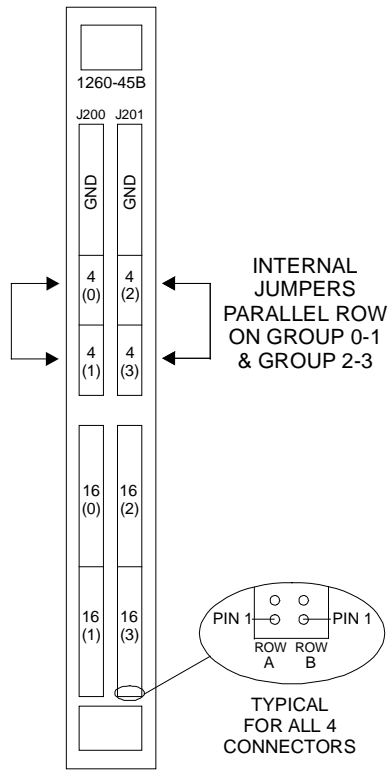 1260-45B
J200 J201
GND GND
4 4
(0) (2)
4 4
(1) (3)
INTERNAL
JUMPERS
PARALLEL ROW
ON GROUP 0-1
& GROUP 2-3
16 16
(0) (2)
16 16
(1) (3)
PIN 1 PIN 1
ROW ROW
A B
TYPICAL
FOR ALL 4
CONNECTORS